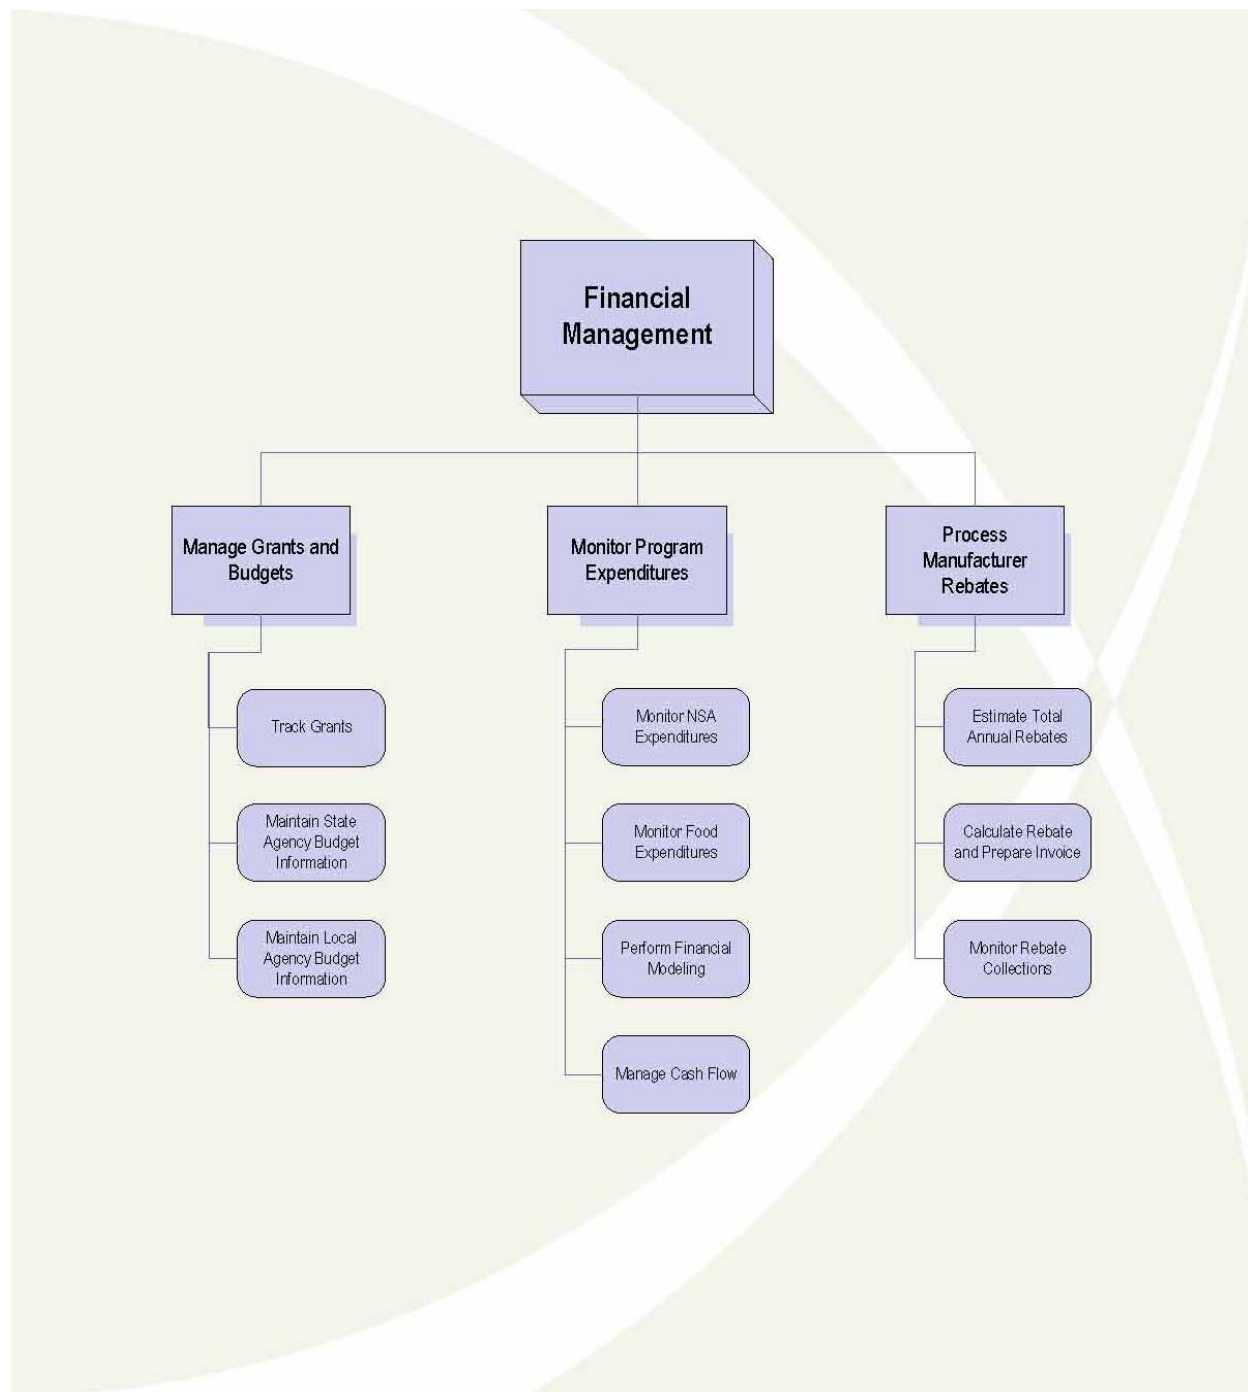 Financial
Management
Manage Grants and
Budgets
Track Grants
Maintain State
Agency Budget
Information
Maintain Local
Agency Budget
Information
Monitor Program
Expenditures
Monitor NSA
Expenditures
Monitor Food
Expenditures
Perform Financial
Modeling
Manage Cash Flow
Process
Manufacturer
Rebates
Estimate Total
Annual Rebates
Calculate Rebate
and Prepare Invoice
Monitor Rebate
Collections